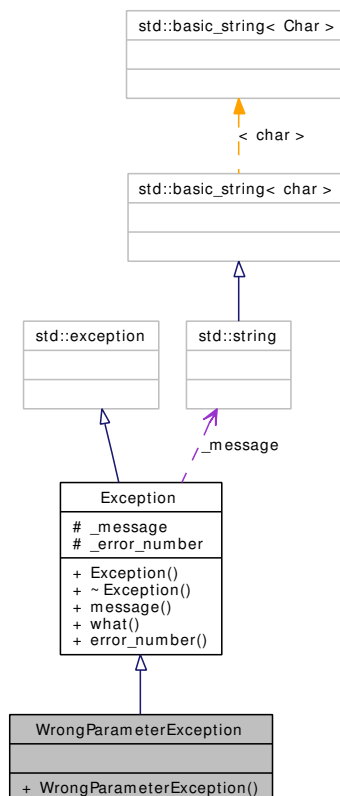 std::basic_string< Char >
< char >
std::basic_string< char >
std::exception
std::string
_message
Exception
# _message
# _error_number
+ Exception()
+ ~Exception()
+ message()
+ what()
+ error_number()
WrongParameterException
+ WrongParameterException()